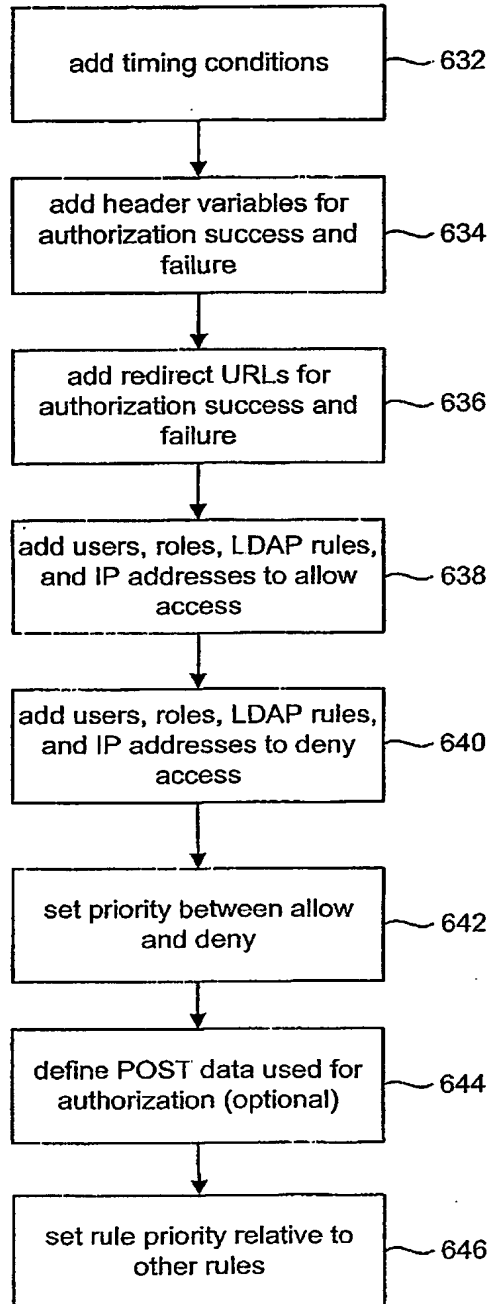 add timing conditions
632
add header variables for
authorization success and
failure
634
add redirect URLs for
authorization success and
failure
636
add users, roles, LDAP rules,
and IP addresses to allow
access
638
add users, roles, LDAP rules,
and IP addresses to deny
access
640
set priority between allow
and deny
642
define POST data used for
authorization (optional)
644
set rule priority relative to
other rules
646